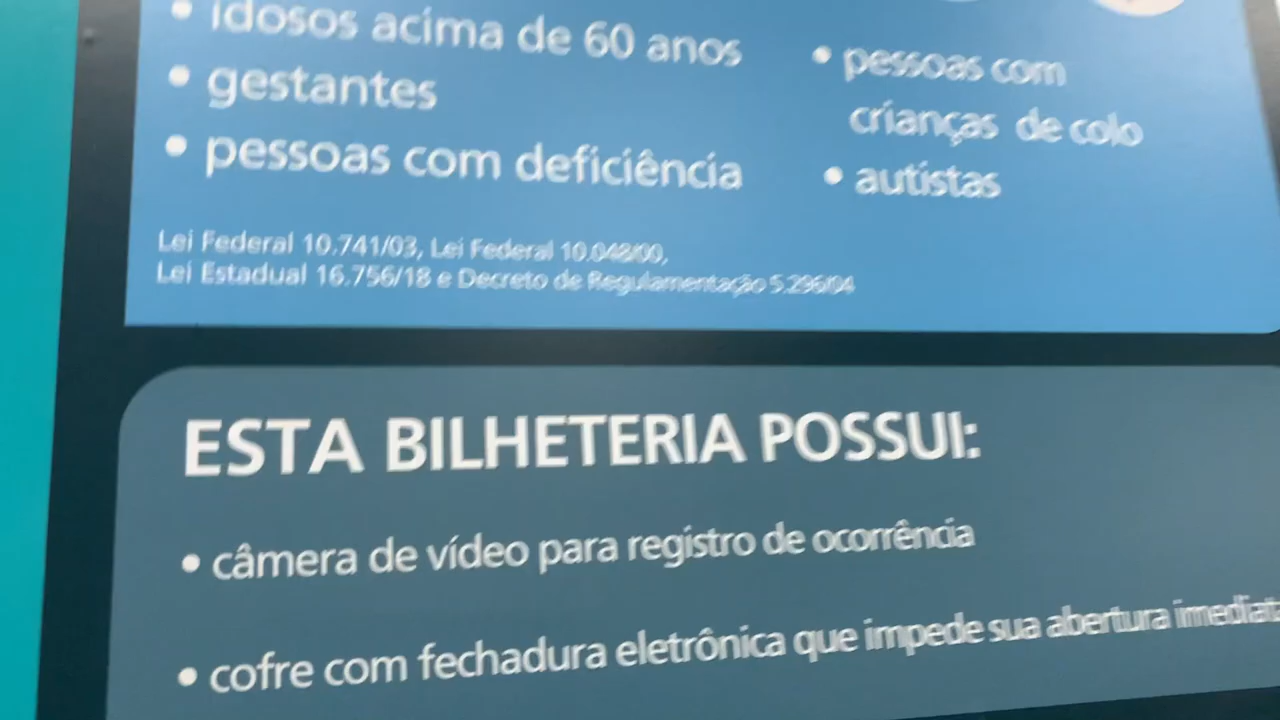 • idosos acima de 60 anos
• gestantes
• pessoas com deficiência
• pessoas com
crianças de colo
• autistas
Lei Federal 10.741/03, Lei Federal 10.048/00,
Lei Estadual 16.756/18 e Decreto de Regulamentação 5.296/04
ESTA BILHETERIA POSSUI:
• câmera de vídeo para registro de ocorrência
• cofre com fechadura eletrônica que impede sua abertura imediat